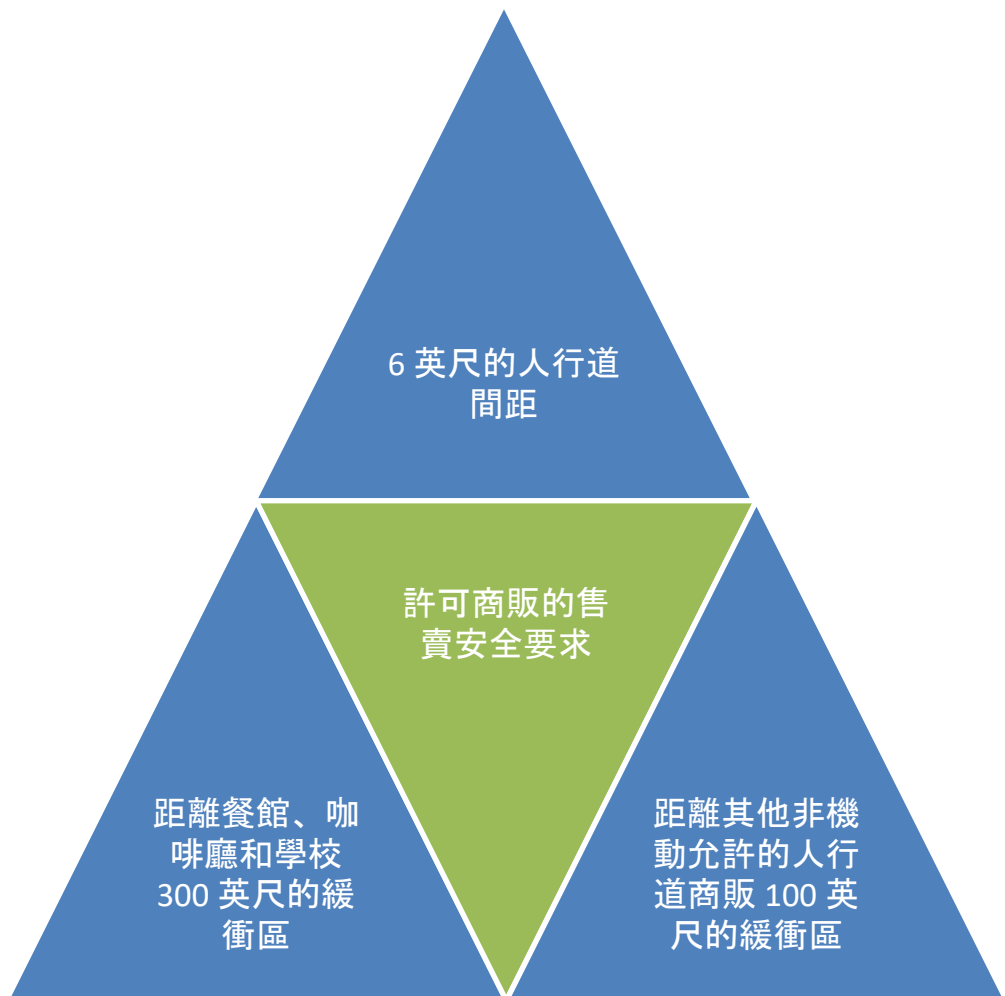 6 英尺的人行道
間距
許可商販的售
賣安全要求
距離餐館、咖
啡廳和學校
300 英尺的緩
衝區
距離其他非機
動允許的人行
道商販 100 英
尺的緩衝區